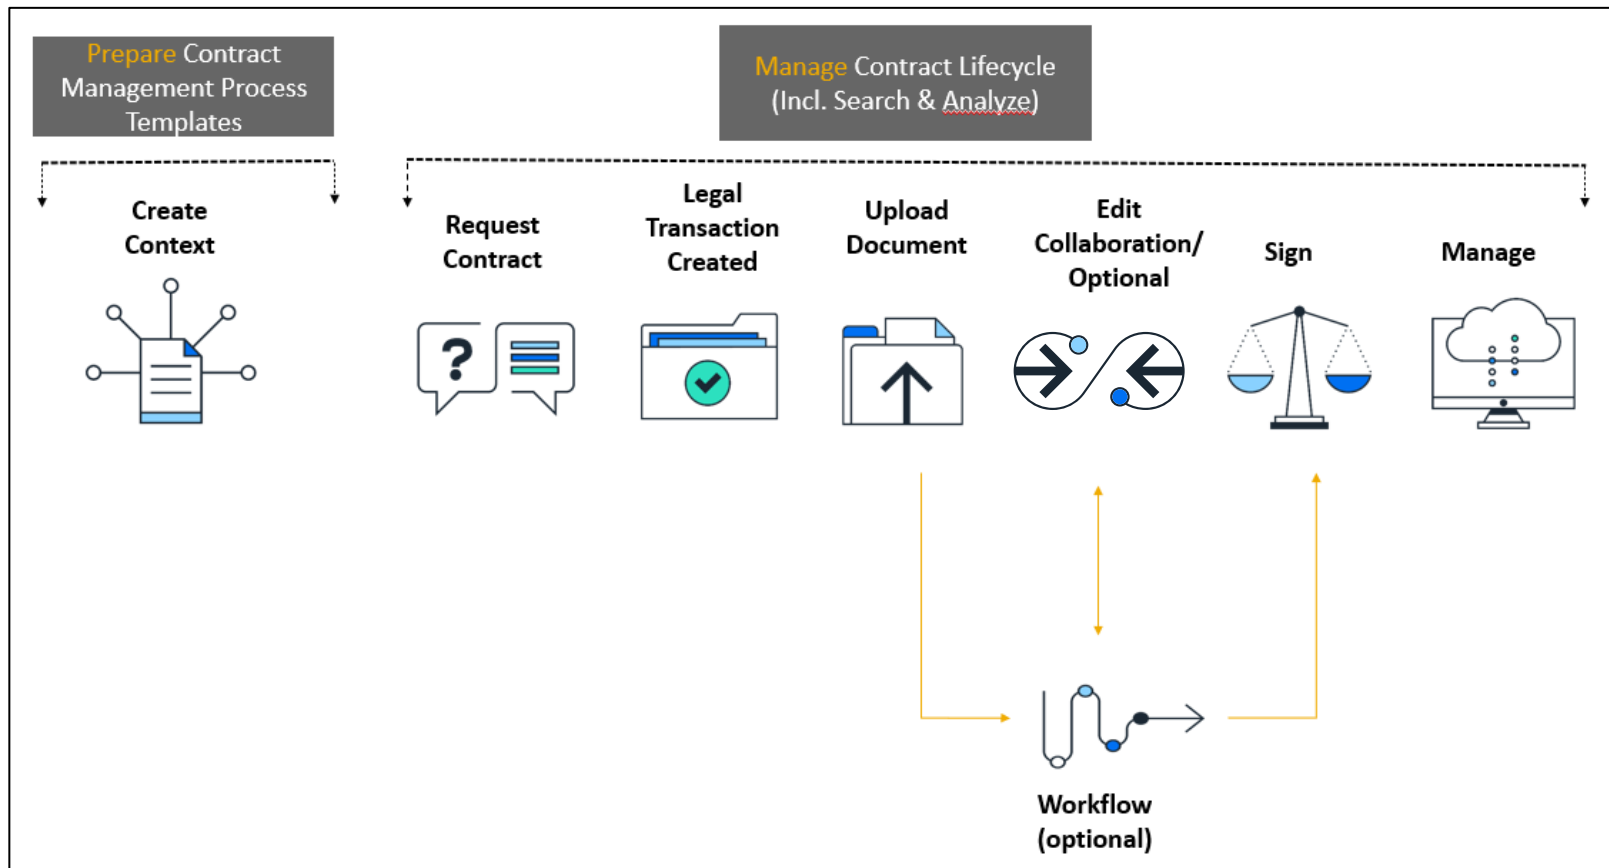 Prepare Contract
Management Process
Templates
Manage Contract Lifecycle
(Incl. Search & Analyze)
Create
Context
Request
Contract
Legal
Transaction
Created
Upload
Document
Edit
Collaboration/
Optional
Sign
Manage
?
Workflow
(optional)